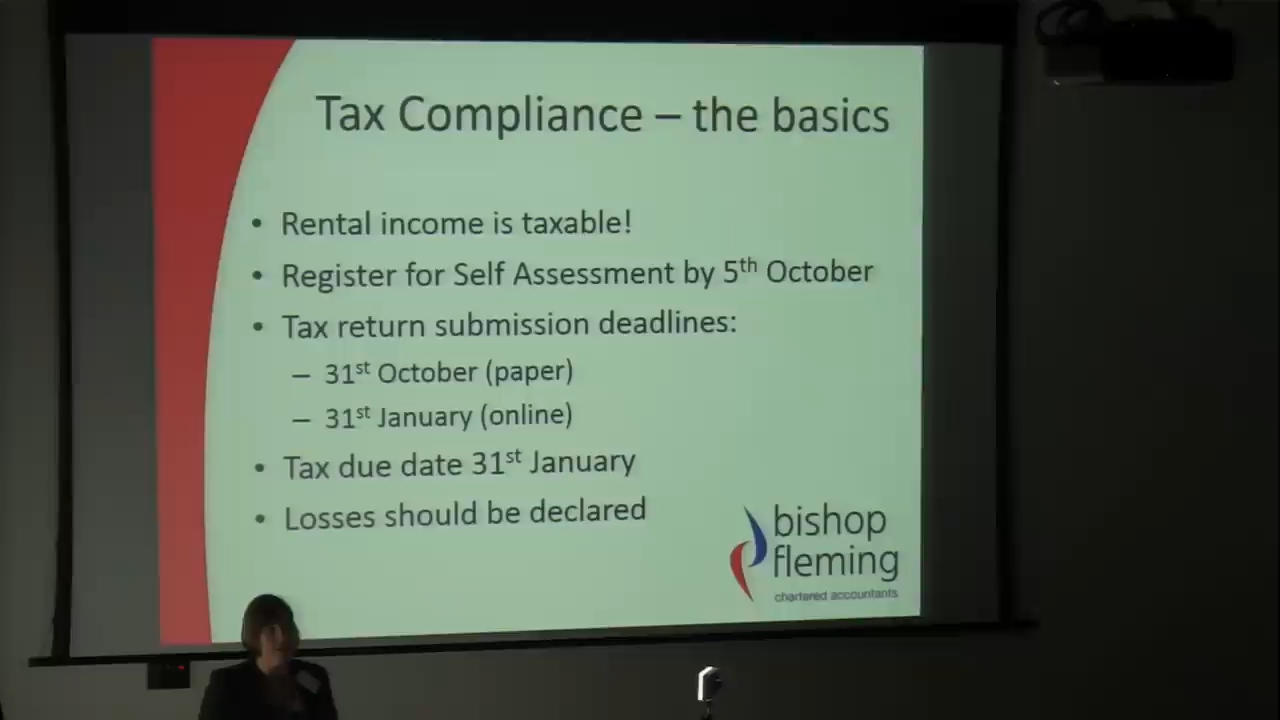 Tax Compliance – the basics
• Rental income is taxable!
• Register for Self Assessment by 5th October
• Tax return submission deadlines:
– 31st October (paper)
– 31st January (online)
• Tax due date 31st January
• Losses should be declared
bishop
fleming
chartered accountants